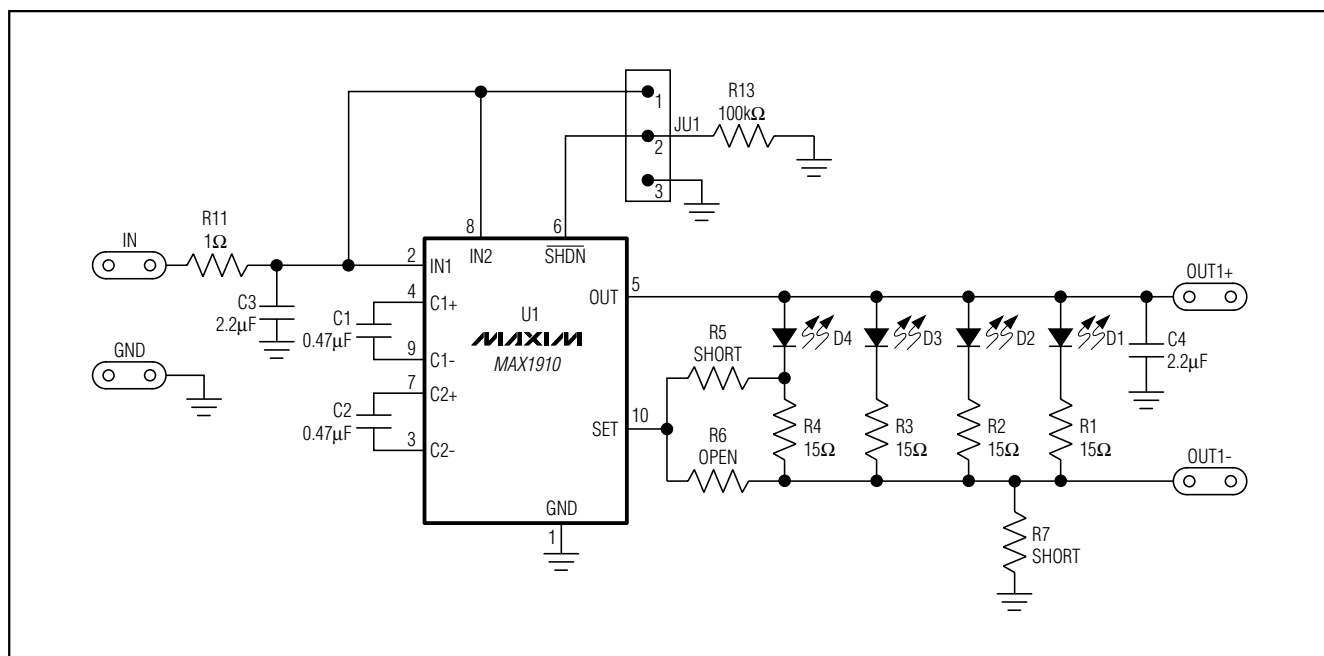 1
2
3
JU1
R13
100kΩ
IN
R11
1Ω
8
6
2
IN1
IN2
SHDN
C3
2.2µF
4
C1+
C1
0.47µF
9
C1-
GND
7
C2+
C2
0.47µF
3
C2-
U1
MAXIM
MAX1910
5
OUT
10
SET
GND
1
R5
SHORT
R6
OPEN
D4
D3
D2
D1
C4
2.2µF
R4
15Ω
R3
15Ω
R2
15Ω
R1
15Ω
R7
SHORT
OUT1+
OUT1-